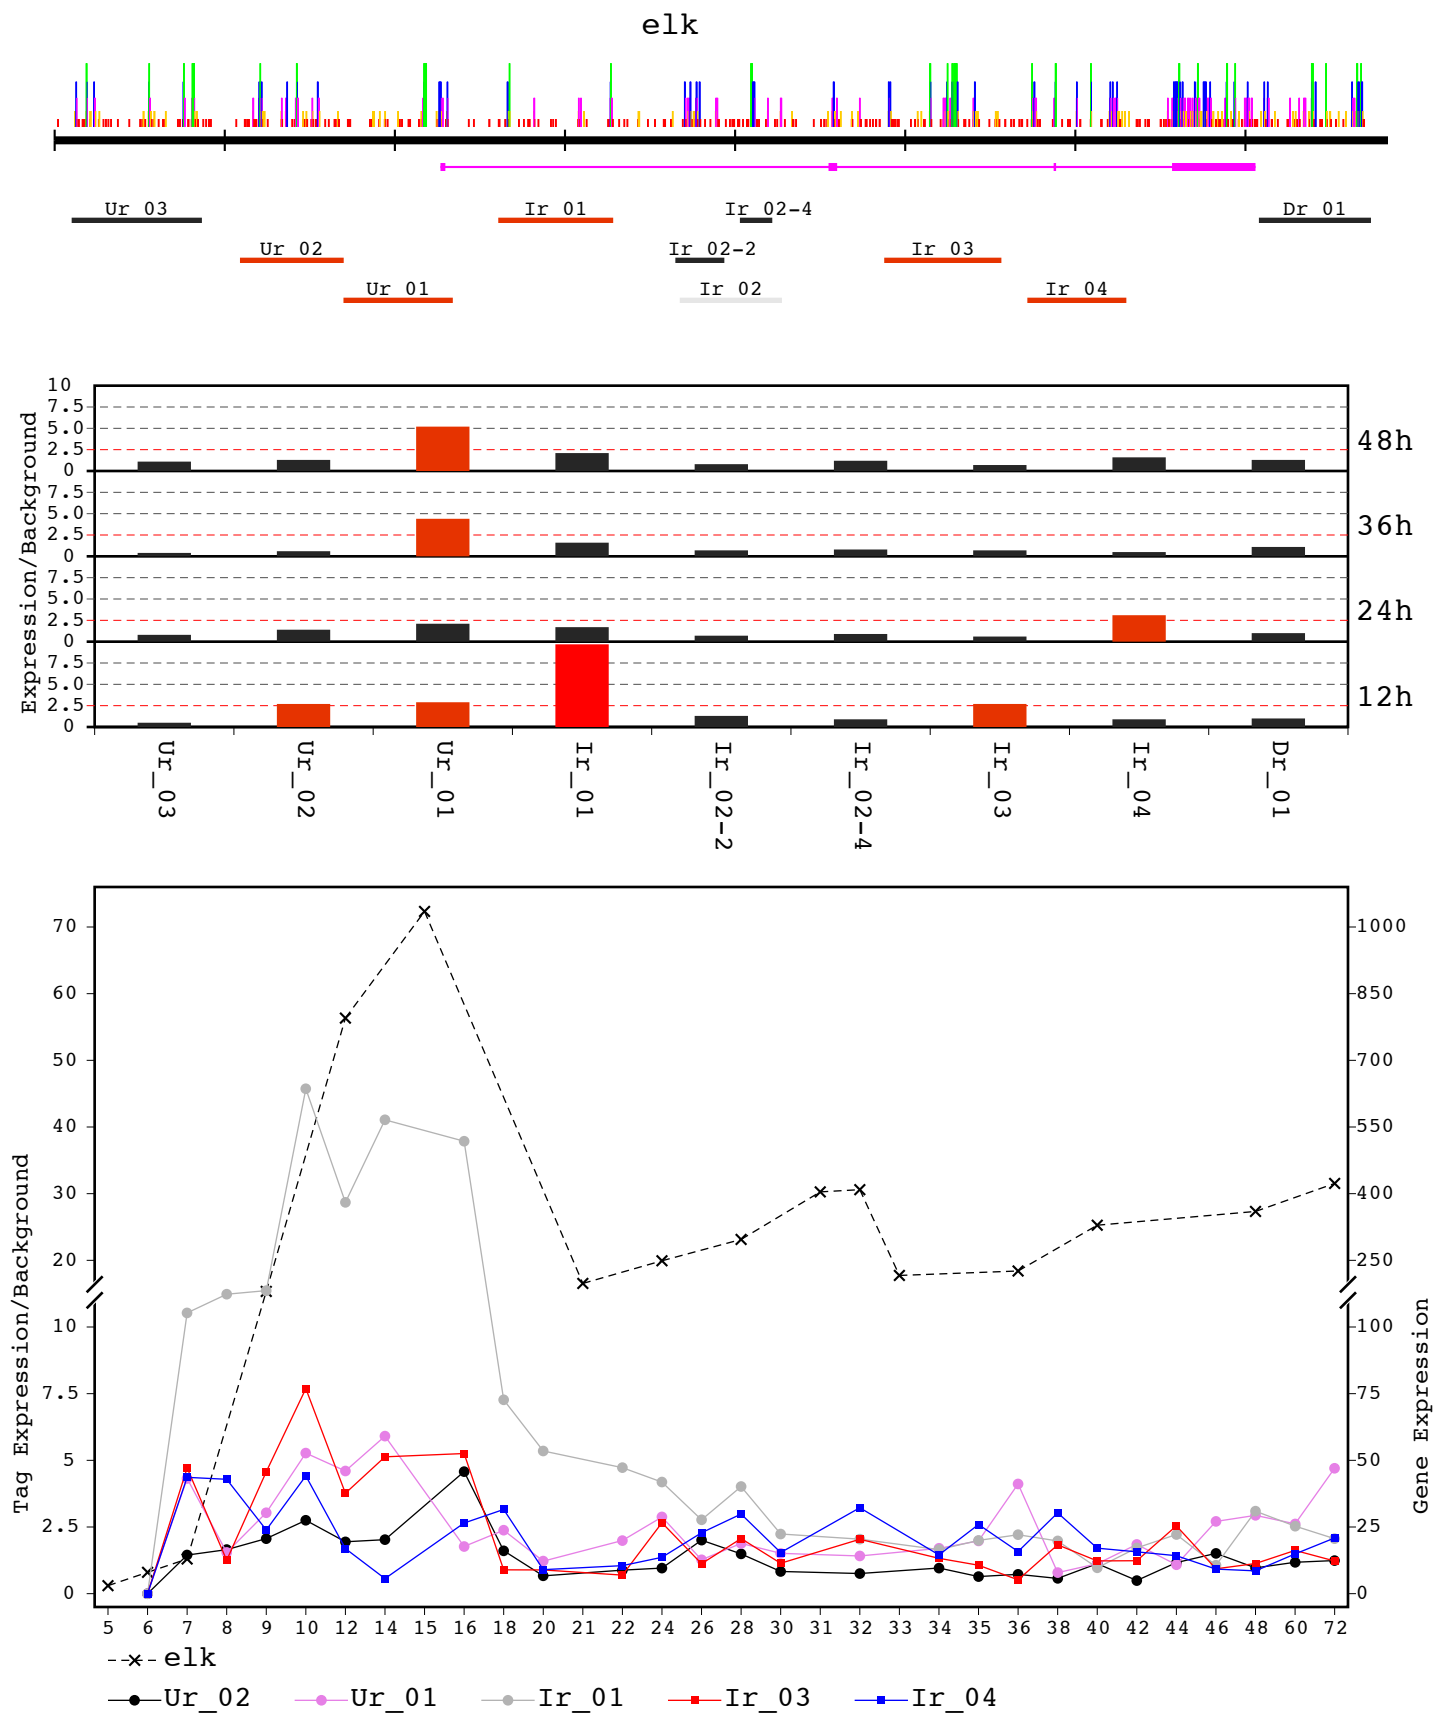 elk
Ur_03 Ir_01 Ir_02-4 Dr_01
Ur_02 Ir_02-2 Ir_03
Ur_01 Ir_02 Ir_04
Expression/Background
10
7.5
5.0
2.5
0
48h
7.5
5.0
2.5
0
36h
7.5
5.0
2.5
0
24h
7.5
5.0
2.5
0
12h
Ur_03 Ur_02 Ur_01 Ir_01 Ir_02-2 Ir_02-4 Ir_03 Ir_04 Dr_01
Tag Expression/Background
70
60
50
40
30
20
10
7.5
5
2.5
0
1000
850
700
550
400
250
100
75
50
25
0
Gene Expression
5 6 7 8 9 10 12 14 15 16 18 20 21 22 24 26 28 30 31 32 33 34 35 36 38 40 42 44 46 48 60 72
elk
Ur_02 Ur_01 Ir_01 Ir_03 Ir_04